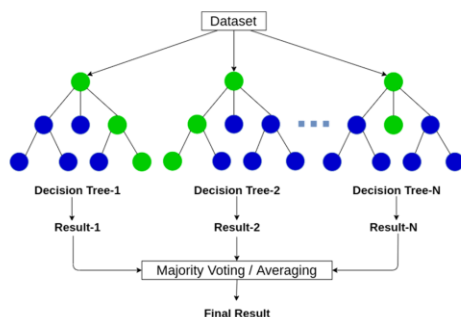 Dataset
Decision Tree-1
Decision Tree-2
Decision Tree-N
Result-1
Result-2
Result-N
Majority Voting / Averaging
Final Result